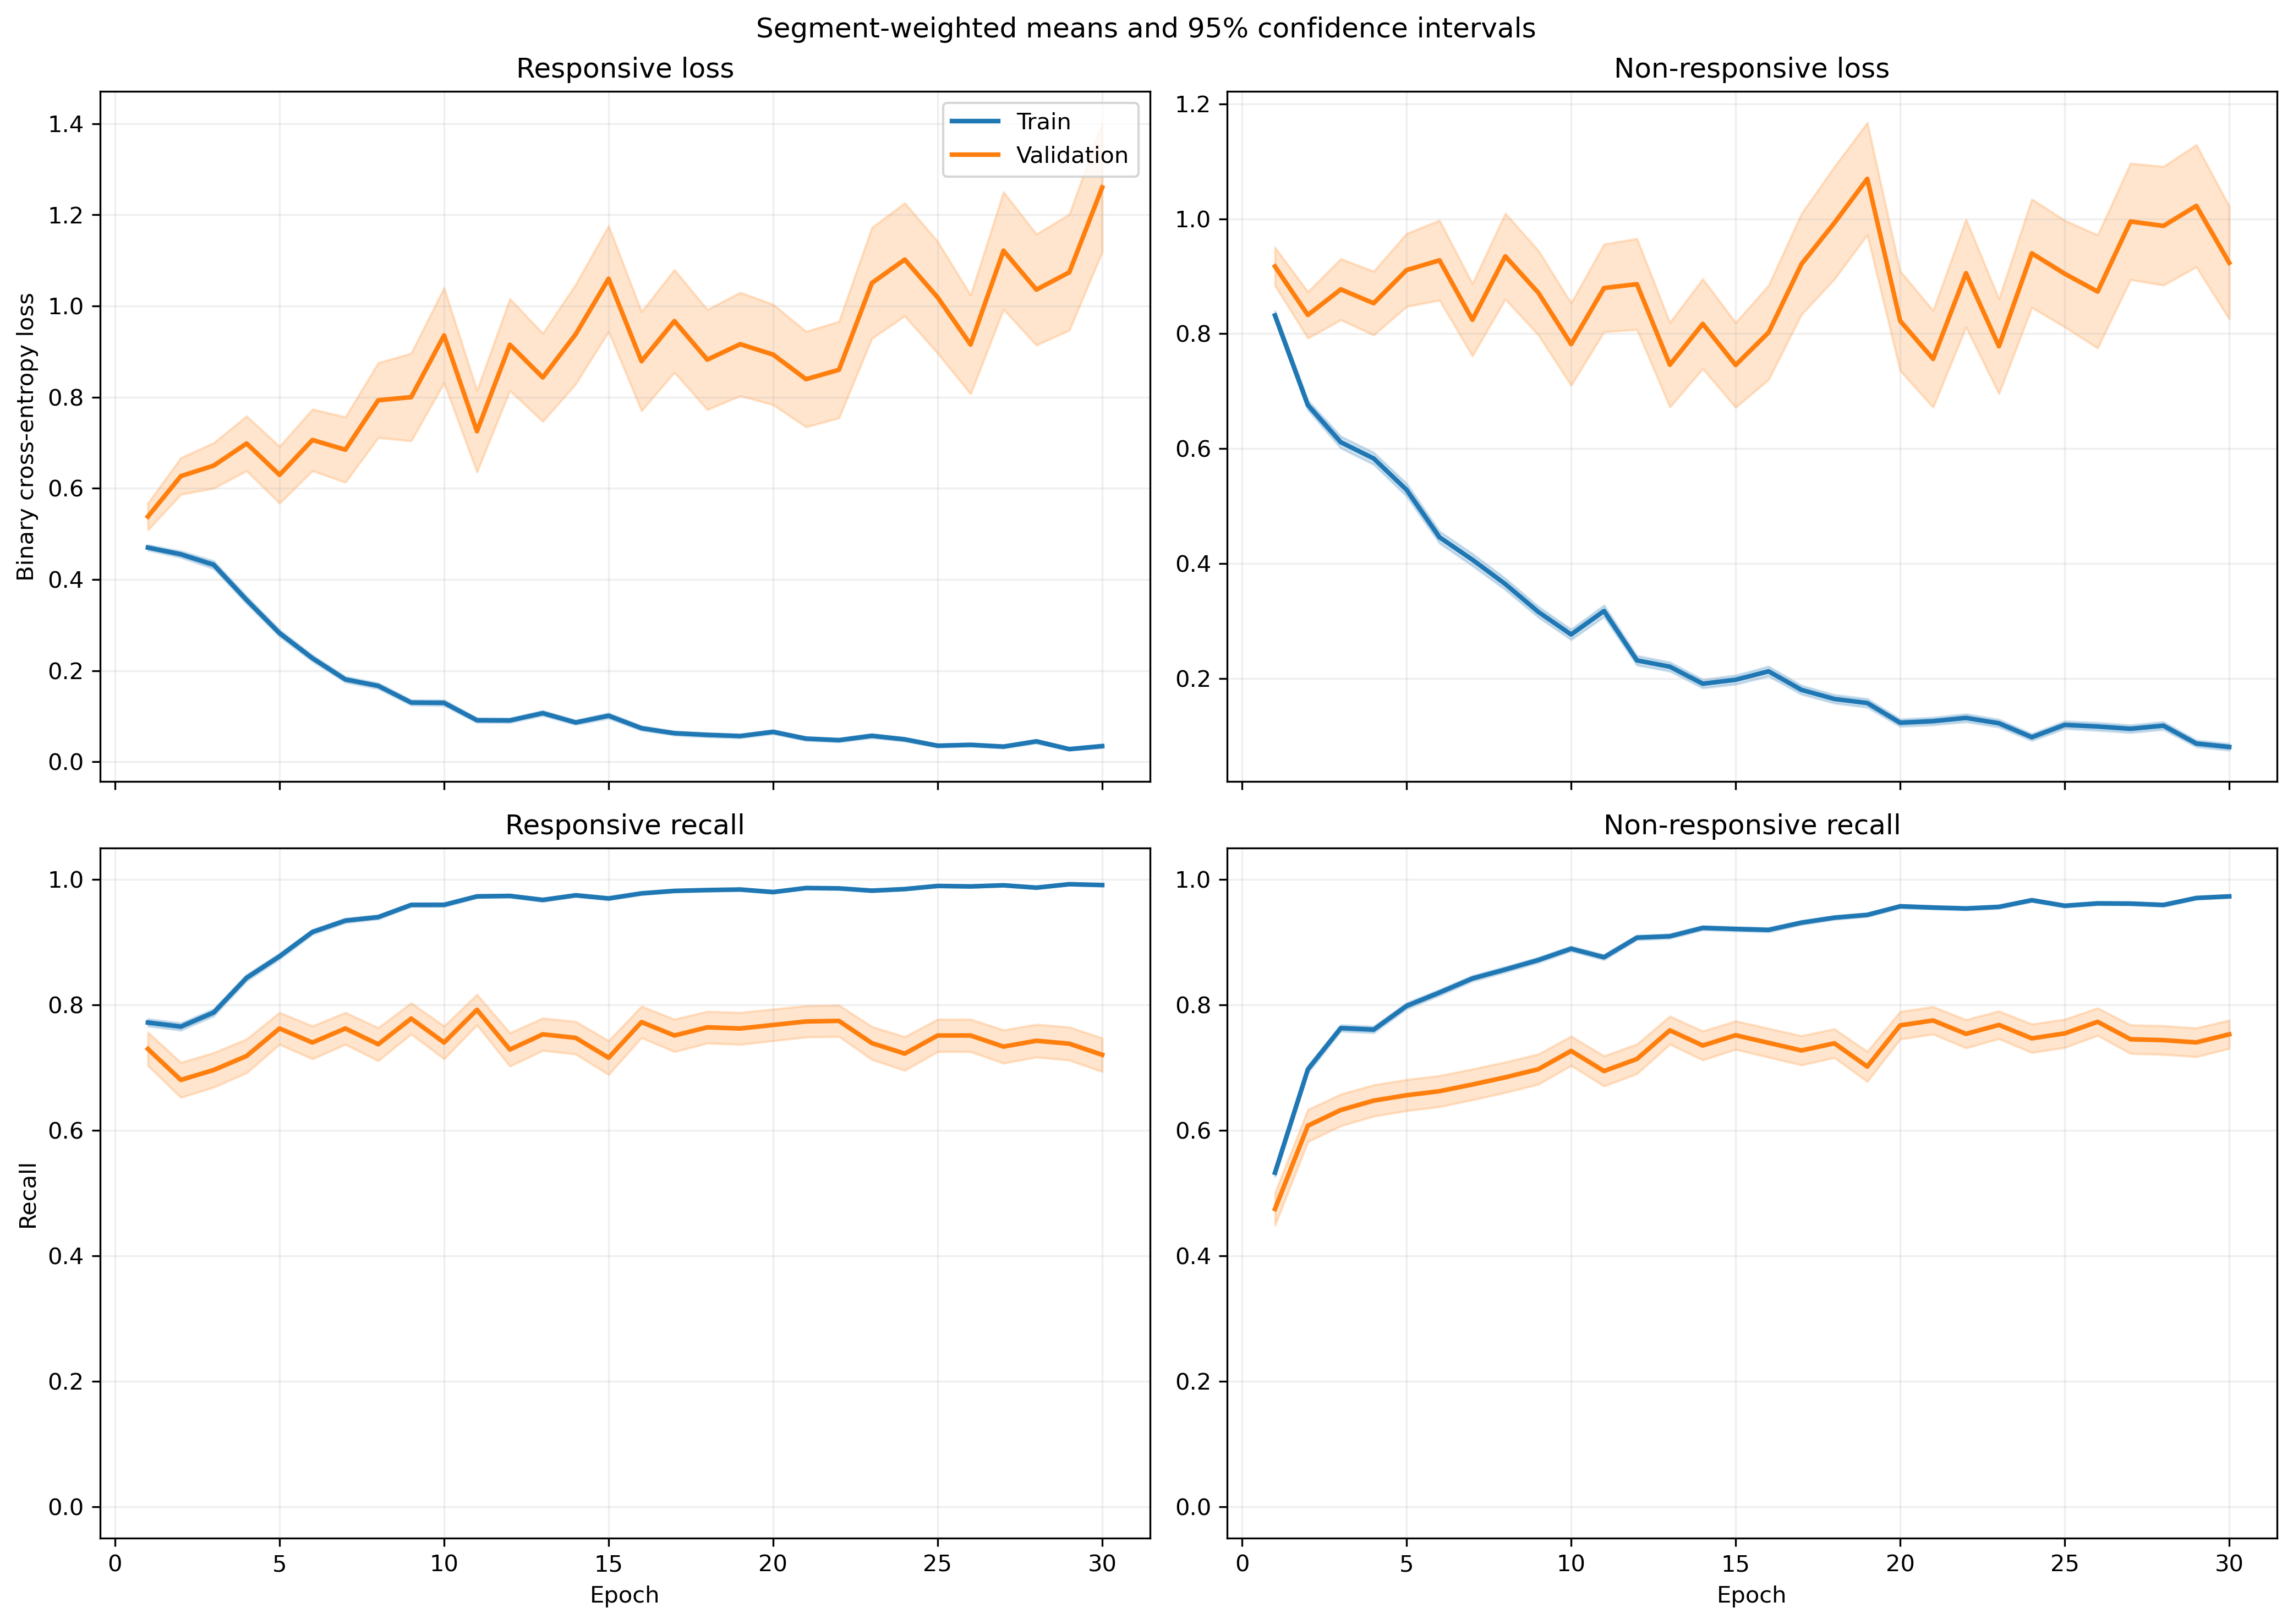 Segment-weighted means and 95% confidence intervals
Responsive loss
Non-responsive loss
Binary cross-entropy loss
1.4
1.2
1.0
0.8
0.6
0.4
0.2
0.0
Train
Validation
1.2
1.0
0.8
0.6
0.4
0.2
Responsive recall
Non-responsive recall
Recall
1.0
0.8
0.6
0.4
0.2
0.0
0 5 10 15 20 25 30
Epoch
1.0
0.8
0.6
0.4
0.2
0.0
0 5 10 15 20 25 30
Epoch